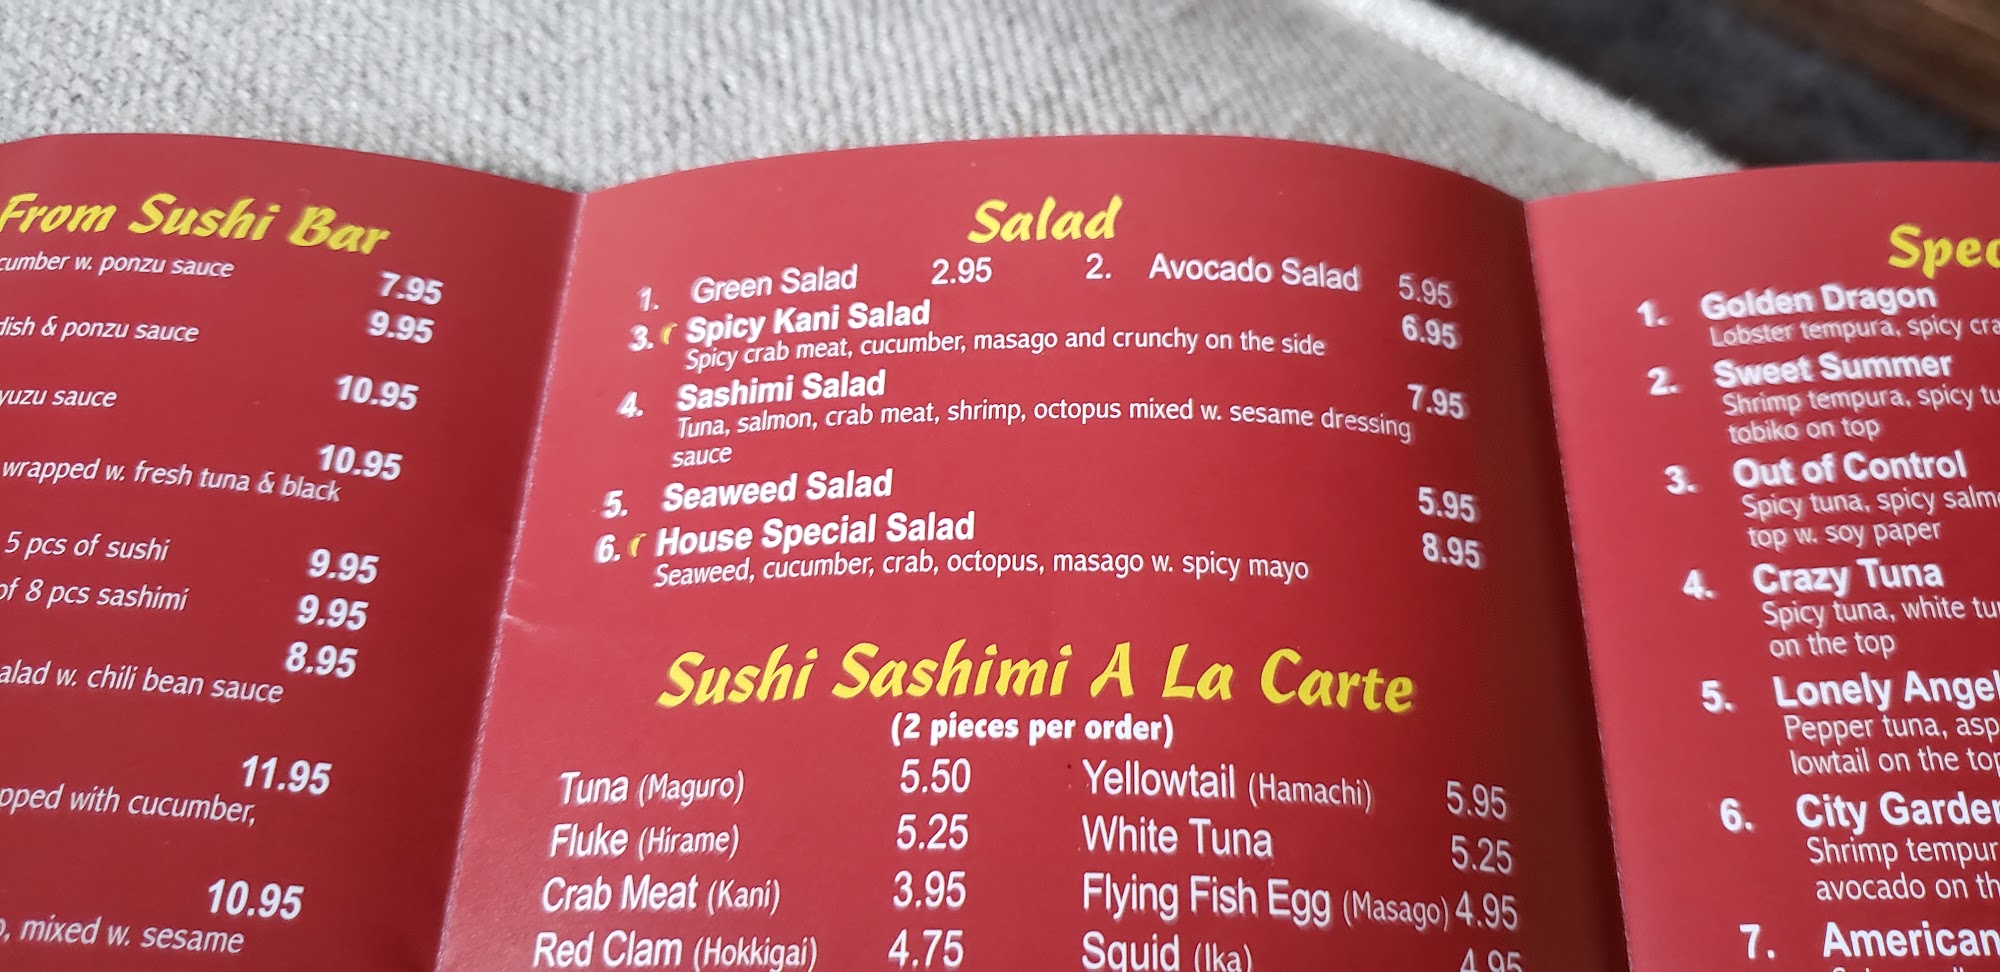 From Sushi Bar
cumber w. ponzu sauce
7.95
9.95
dish & ponzu sauce
yuzu sauce
10.95
10.95
wrapped w. fresh tuna & black
5 pcs of sushi
9.95
of 8 pcs sashimi
9.95
8.95
alad w. chili bean sauce
11.95
pped with cucumber,
10.95
, mixed w. sesame
Salad
1. Green Salad 2.95 2. Avocado Salad 5.95
3. Spicy Kani Salad 6.95
Spicy crab meat, cucumber, masago and crunchy on the side
4. Sashimi Salad 7.95
Tuna, salmon, crab meat, shrimp, octopus mixed w. sesame dressing
sauce
5. Seaweed Salad 5.95
6. House Special Salad 8.95
Seaweed, cucumber, crab, octopus, masago w. spicy mayo
Sushi Sashimi A La Carte
(2 pieces per order)
Tuna (Maguro) 5.50 Yellowtail (Hamachi) 5.95
Fluke (Hirame) 5.25 White Tuna 5.25
Crab Meat (Kani) 3.95 Flying Fish Egg (Masago) 4.95
Red Clam (Hokkigai) 4.75 Squid (Ika) 4.95
Spec
1. Golden Dragon
Lobster tempura, spicy cra
2. Sweet Summer
Shrimp tempura, spicy tu
tobiko on top
3. Out of Control
Spicy tuna, spicy salmo
top w. soy paper
4. Crazy Tuna
Spicy tuna, white tu
on the top
5. Lonely Angel
Pepper tuna, asp
lowtail on the top
6. City Garden
Shrimp tempur
avocado on th
7. American